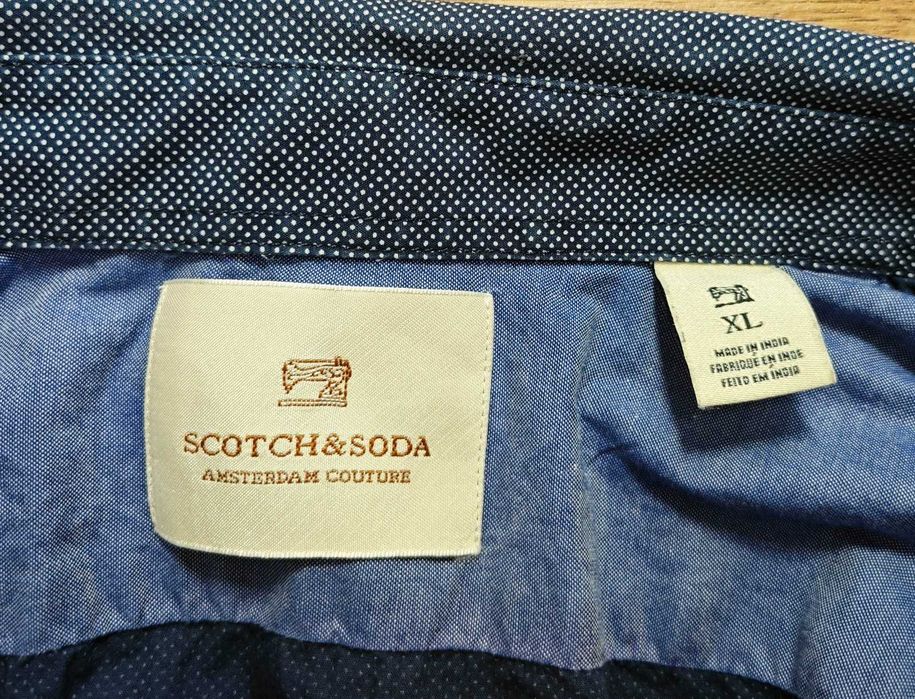 SCOTCH&SODA
AMSTERDAM COUTURE
XL
MADE IN INDIA
FABRIQUÉ EN INDE
FEITO EM ÍNDIA